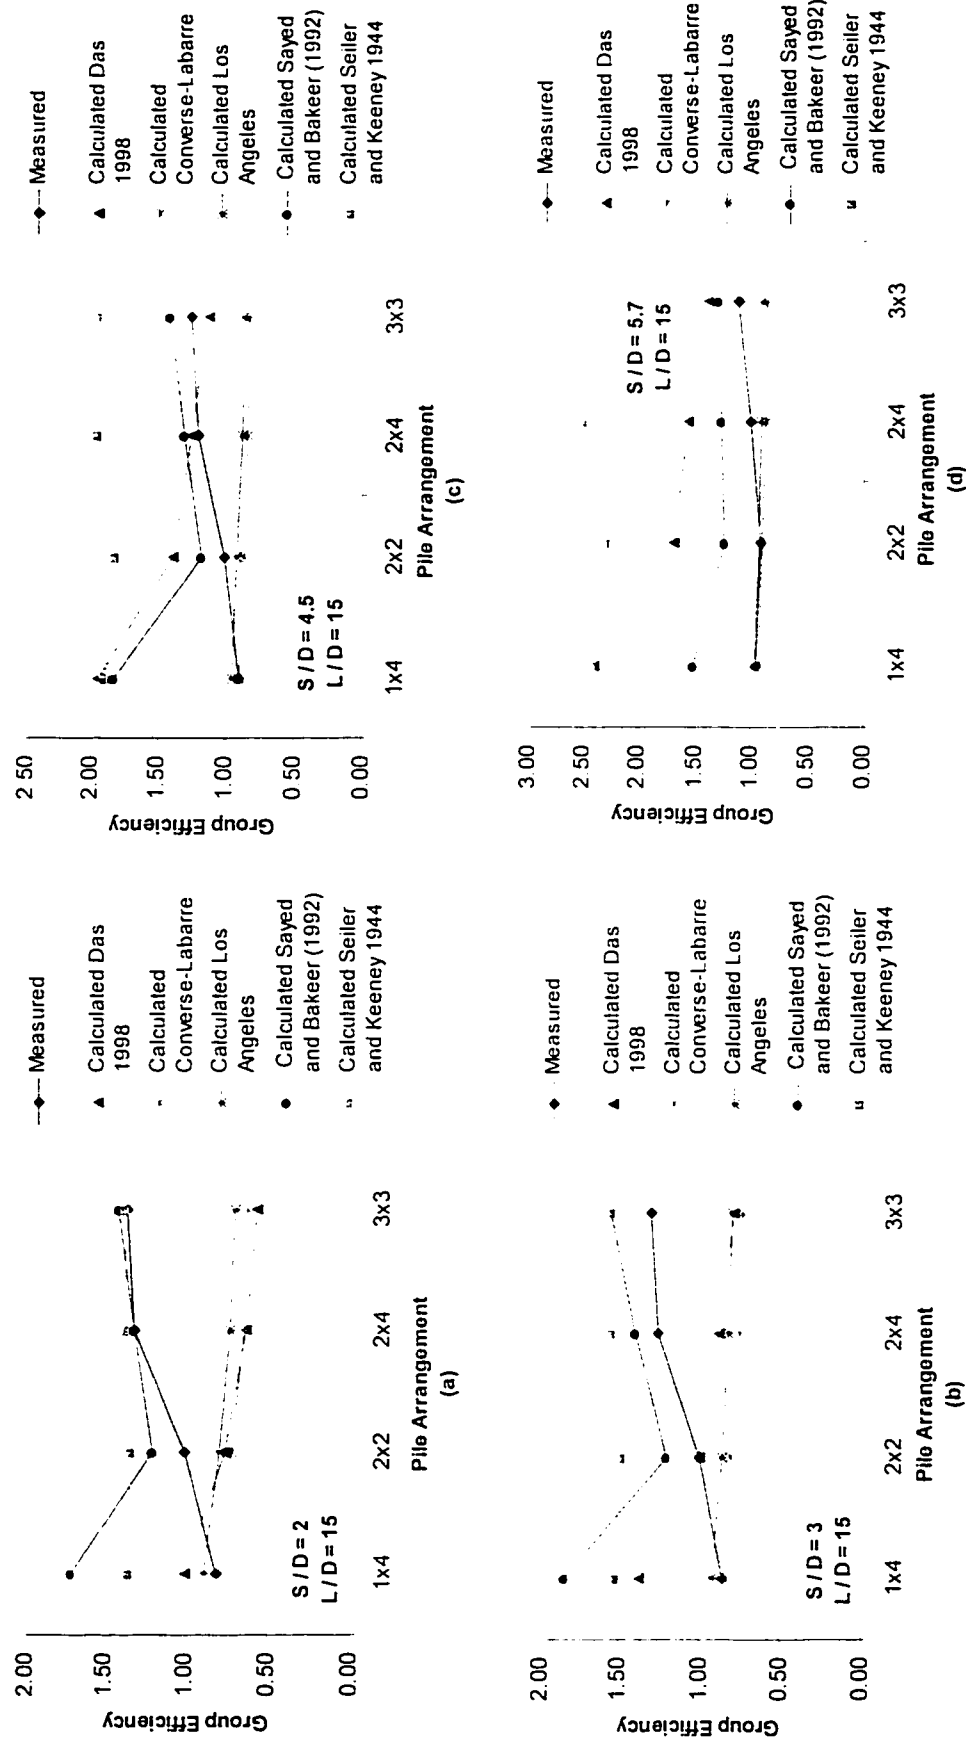 2.00
1.50
1.00
0.50
0.00
Group Efficiency
S / D = 2
L / D = 15
1x4
2x2
2x4
3x3
Pile Arrangement
(a)
Measured
Calculated Das
1998
Calculated
Converse-Labarre
Calculated Los
Angeles
Calculated Sayed
and Bakeer (1992)
Calculated Seiler
and Keeney 1944
2 50
2.00
1.50
1.00
0 50
0.00
Group Efficiency
S / D = 4.5
L / D = 15
1x4
2x2
2x4
3x3
Pile Arrangement
(c)
Measured
Calculated Das
1998
Calculated
Converse-Labarre
Calculated Los
Angeles
Calculated Sayed
and Bakeer (1992)
Calculated Seiler
and Keeney 1944
2.00
1.50
1.00
0.50
0.00
Group Efficiency
S / D = 3
L / D = 15
1x4
2x2
2x4
3x3
Pile Arrangement
(b)
Measured
Calculated Das
1998
Calculated
Converse-Labarre
Calculated Los
Angeles
Calculated Sayed
and Bakeer (1992)
Calculated Seiler
and Keeney 1944
3.00
2.50
2.00
1.50
1.00
0.50
0.00
Group Efficiency
S / D = 5.7
L / D = 15
1x4
2x2
2x4
3x3
Pile Arrangement
(d)
Measured
Calculated Das
1998
Calculated
Converse-Labarre
Calculated Los
Angeles
Calculated Sayed
and Bakeer (1992)
Calculated Seiler
and Keeney 1944